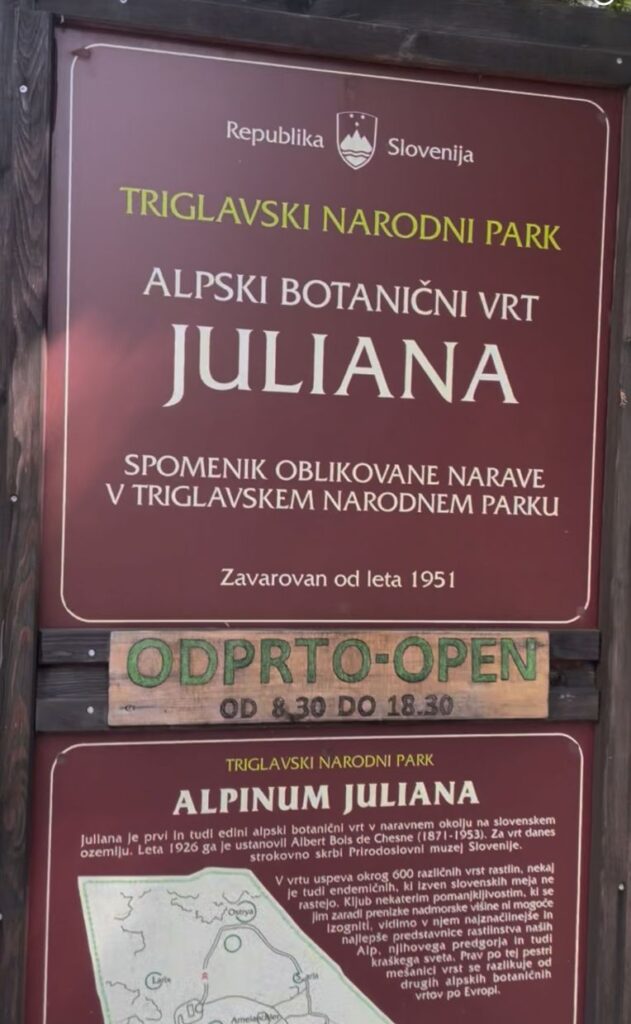 Republika Slovenija
TRIGLAVSKI NARODNI PARK
ALPSKI BOTANIČNI VRT
JULIANA
SPOMENIK OBLIKOVANE NARAVE
V TRIGLAVSKEM NARODNEM PARKU
Zavarovan od leta 1951
ODPRTO-OPEN
OD 8.30 DO 18.30
TRIGLAVSKI NARODNI PARK
ALPINUM JULIANA
Juliana je prvi in tudi edini alpski botanični vrt v naravnem okolju na slovenskem
ozemlju. Leta 1926 ga je ustanovil Albert Bois de Chesne (1871-1953). Za vrt danes
strokovno skrbi Prirodoslovni muzej Slovenije.
V vrtu uspeva okrog 600 različnih vrst rastlin, nekaj
je tudi endemičnih, ki izven slovenskih meja ne
rastejo. Kljub nekaterim pomanjkljivostim, ki se
jim zaradi prenizke nadmorske višine ni mogoče
izogniti, vidimo v njem najznačilnejše in
najlepše predstavnice rastlinstva naših
Alp, njihovega predgorja in tudi
kraškega sveta. Prav po tej pestri
mešanici vrst se razlikuje od
drugih alpskih botaničnih
vrtov po Evropi.
Ostrya
Larix
Amelanchier